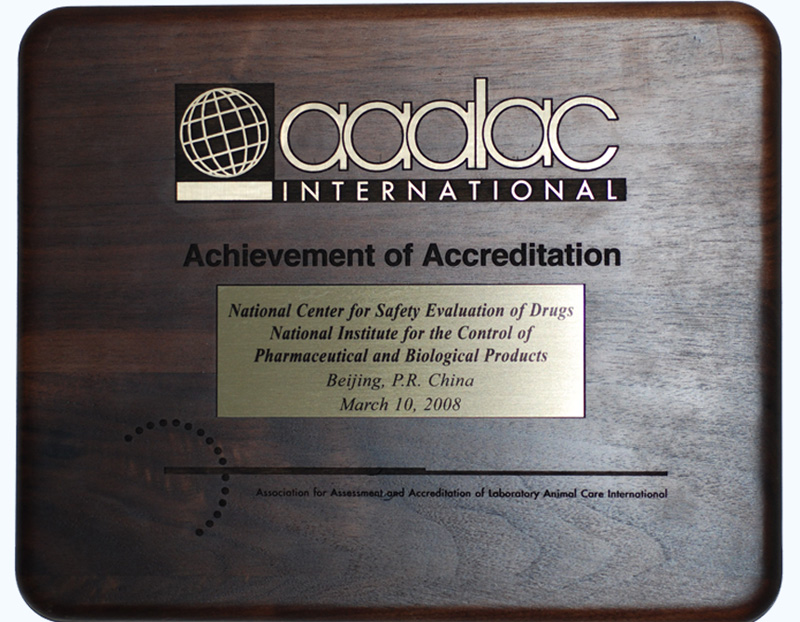 aaalac
INTERNATIONAL
Achievement of Accreditation
National Center for Safety Evaluation of Drugs
National Institute for the Control of
Pharmaceutical and Biological Products
Beijing, P.R. China
March 10, 2008
Association for Assessment and Accreditation of Laboratory Animal Care International